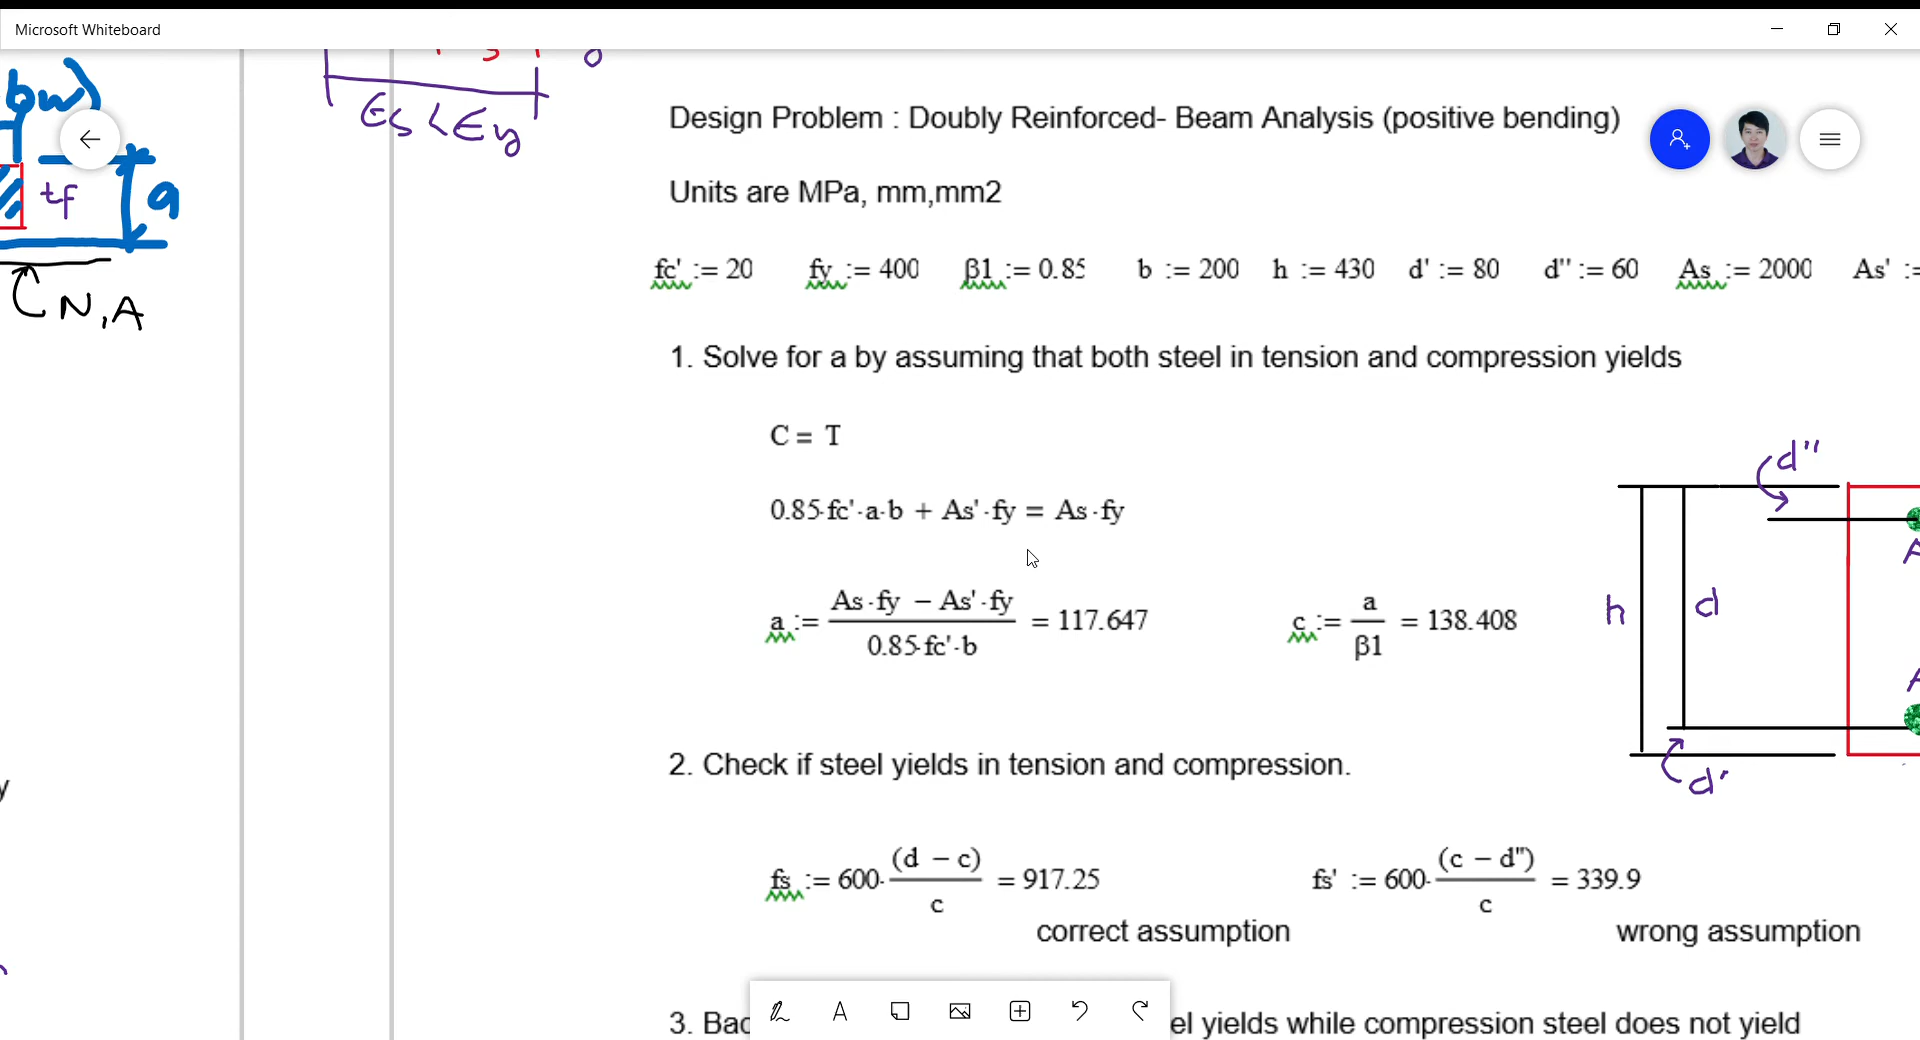 Microsoft Whiteboard
bw)
tf
a
N.A
Es < Ey
Design Problem : Doubly Reinforced- Beam Analysis (positive bending)
Units are MPa, mm,mm2
fc' := 20 fy := 400 β1 := 0.85 b := 200 h := 430 d' := 80 d'' := 60 As := 2000 As' :=
1. Solve for a by assuming that both steel in tension and compression yields
C = T
0.85·fc'·a·b + As'·fy = As·fy
a := (As·fy − As'·fy) / (0.85·fc'·b) = 117.647 c := a / β1 = 138.408
d''
h
d
d'
2. Check if steel yields in tension and compression.
fs := 600·(d − c) / c = 917.25 fs' := 600·(c − d'') / c = 339.9
correct assumption wrong assumption
3. Bac
el yields while compression steel does not yield